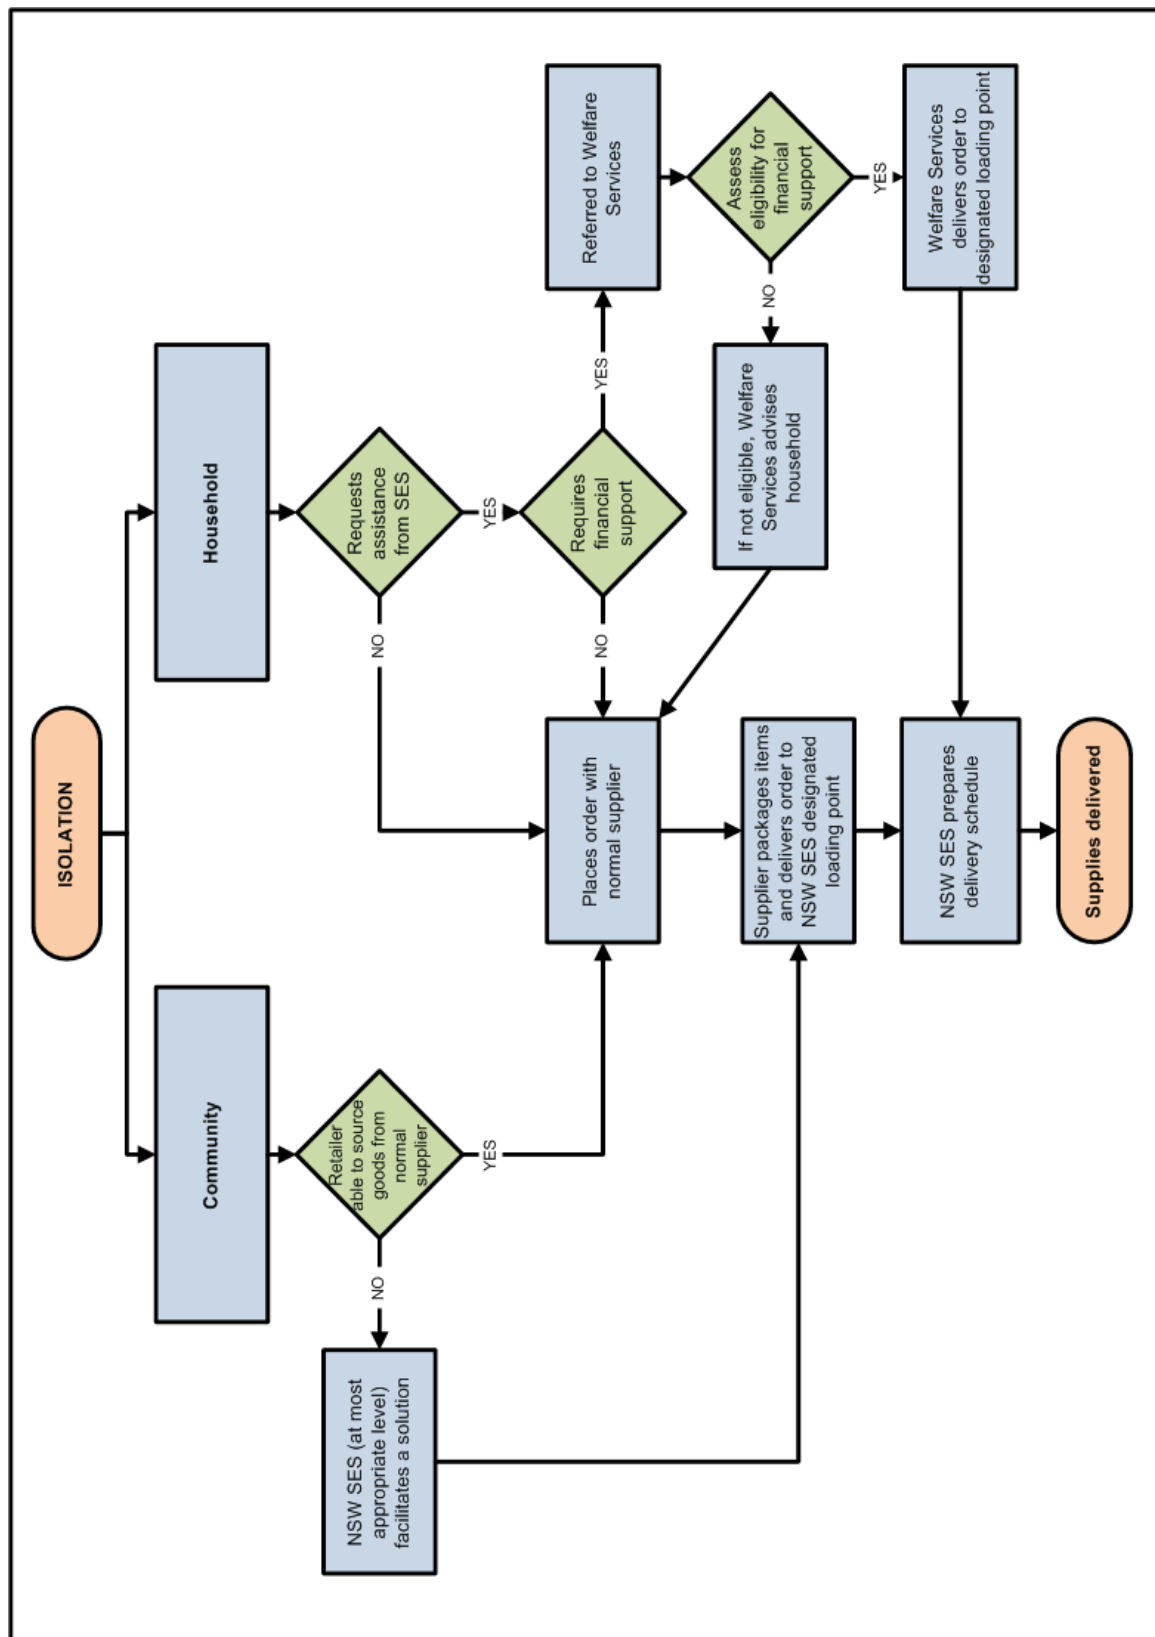 ISOLATION
Community
Household
Retailer
able to source
goods from
normal
supplier
NO
YES
NSW SES (at most
appropriate level)
facilitates a solution
Requests
assistance
from SES
NO
YES
Requires
financial
support
NO
YES
Referred to Welfare
Services
Assess
eligibility for
financial
support
NO
YES
If not eligible, Welfare
Services advises
household
Places order with
normal supplier
Supplier packages items
and delivers order to
NSW SES designated
loading point
Welfare Services
delivers order to
designated loading point
NSW SES prepares
delivery schedule
Supplies delivered